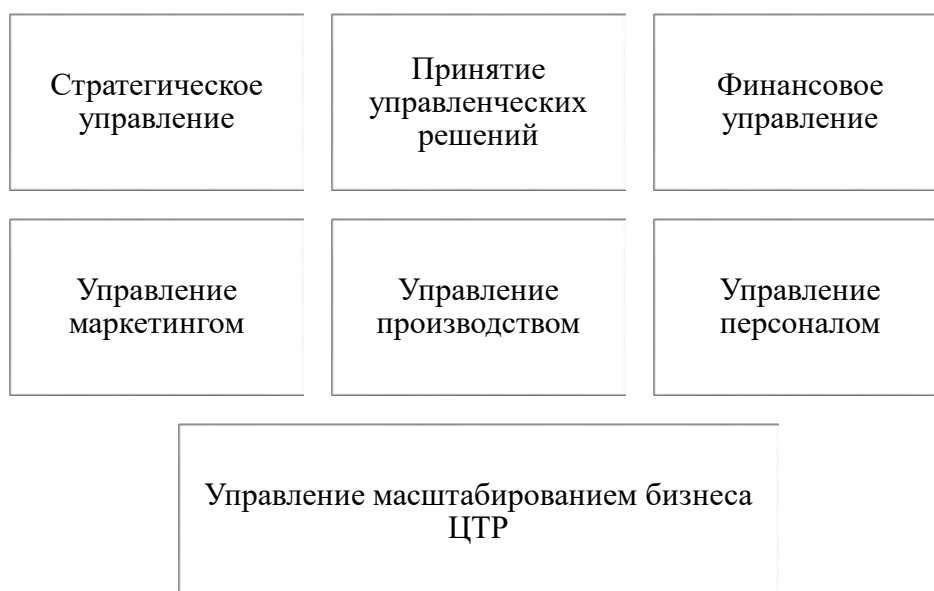 Стратегическое
управление
Принятие
управленческих
решений
Финансовое
управление
Управление
маркетингом
Управление
производством
Управление
персоналом
Управление масштабированием бизнеса
ЦТР